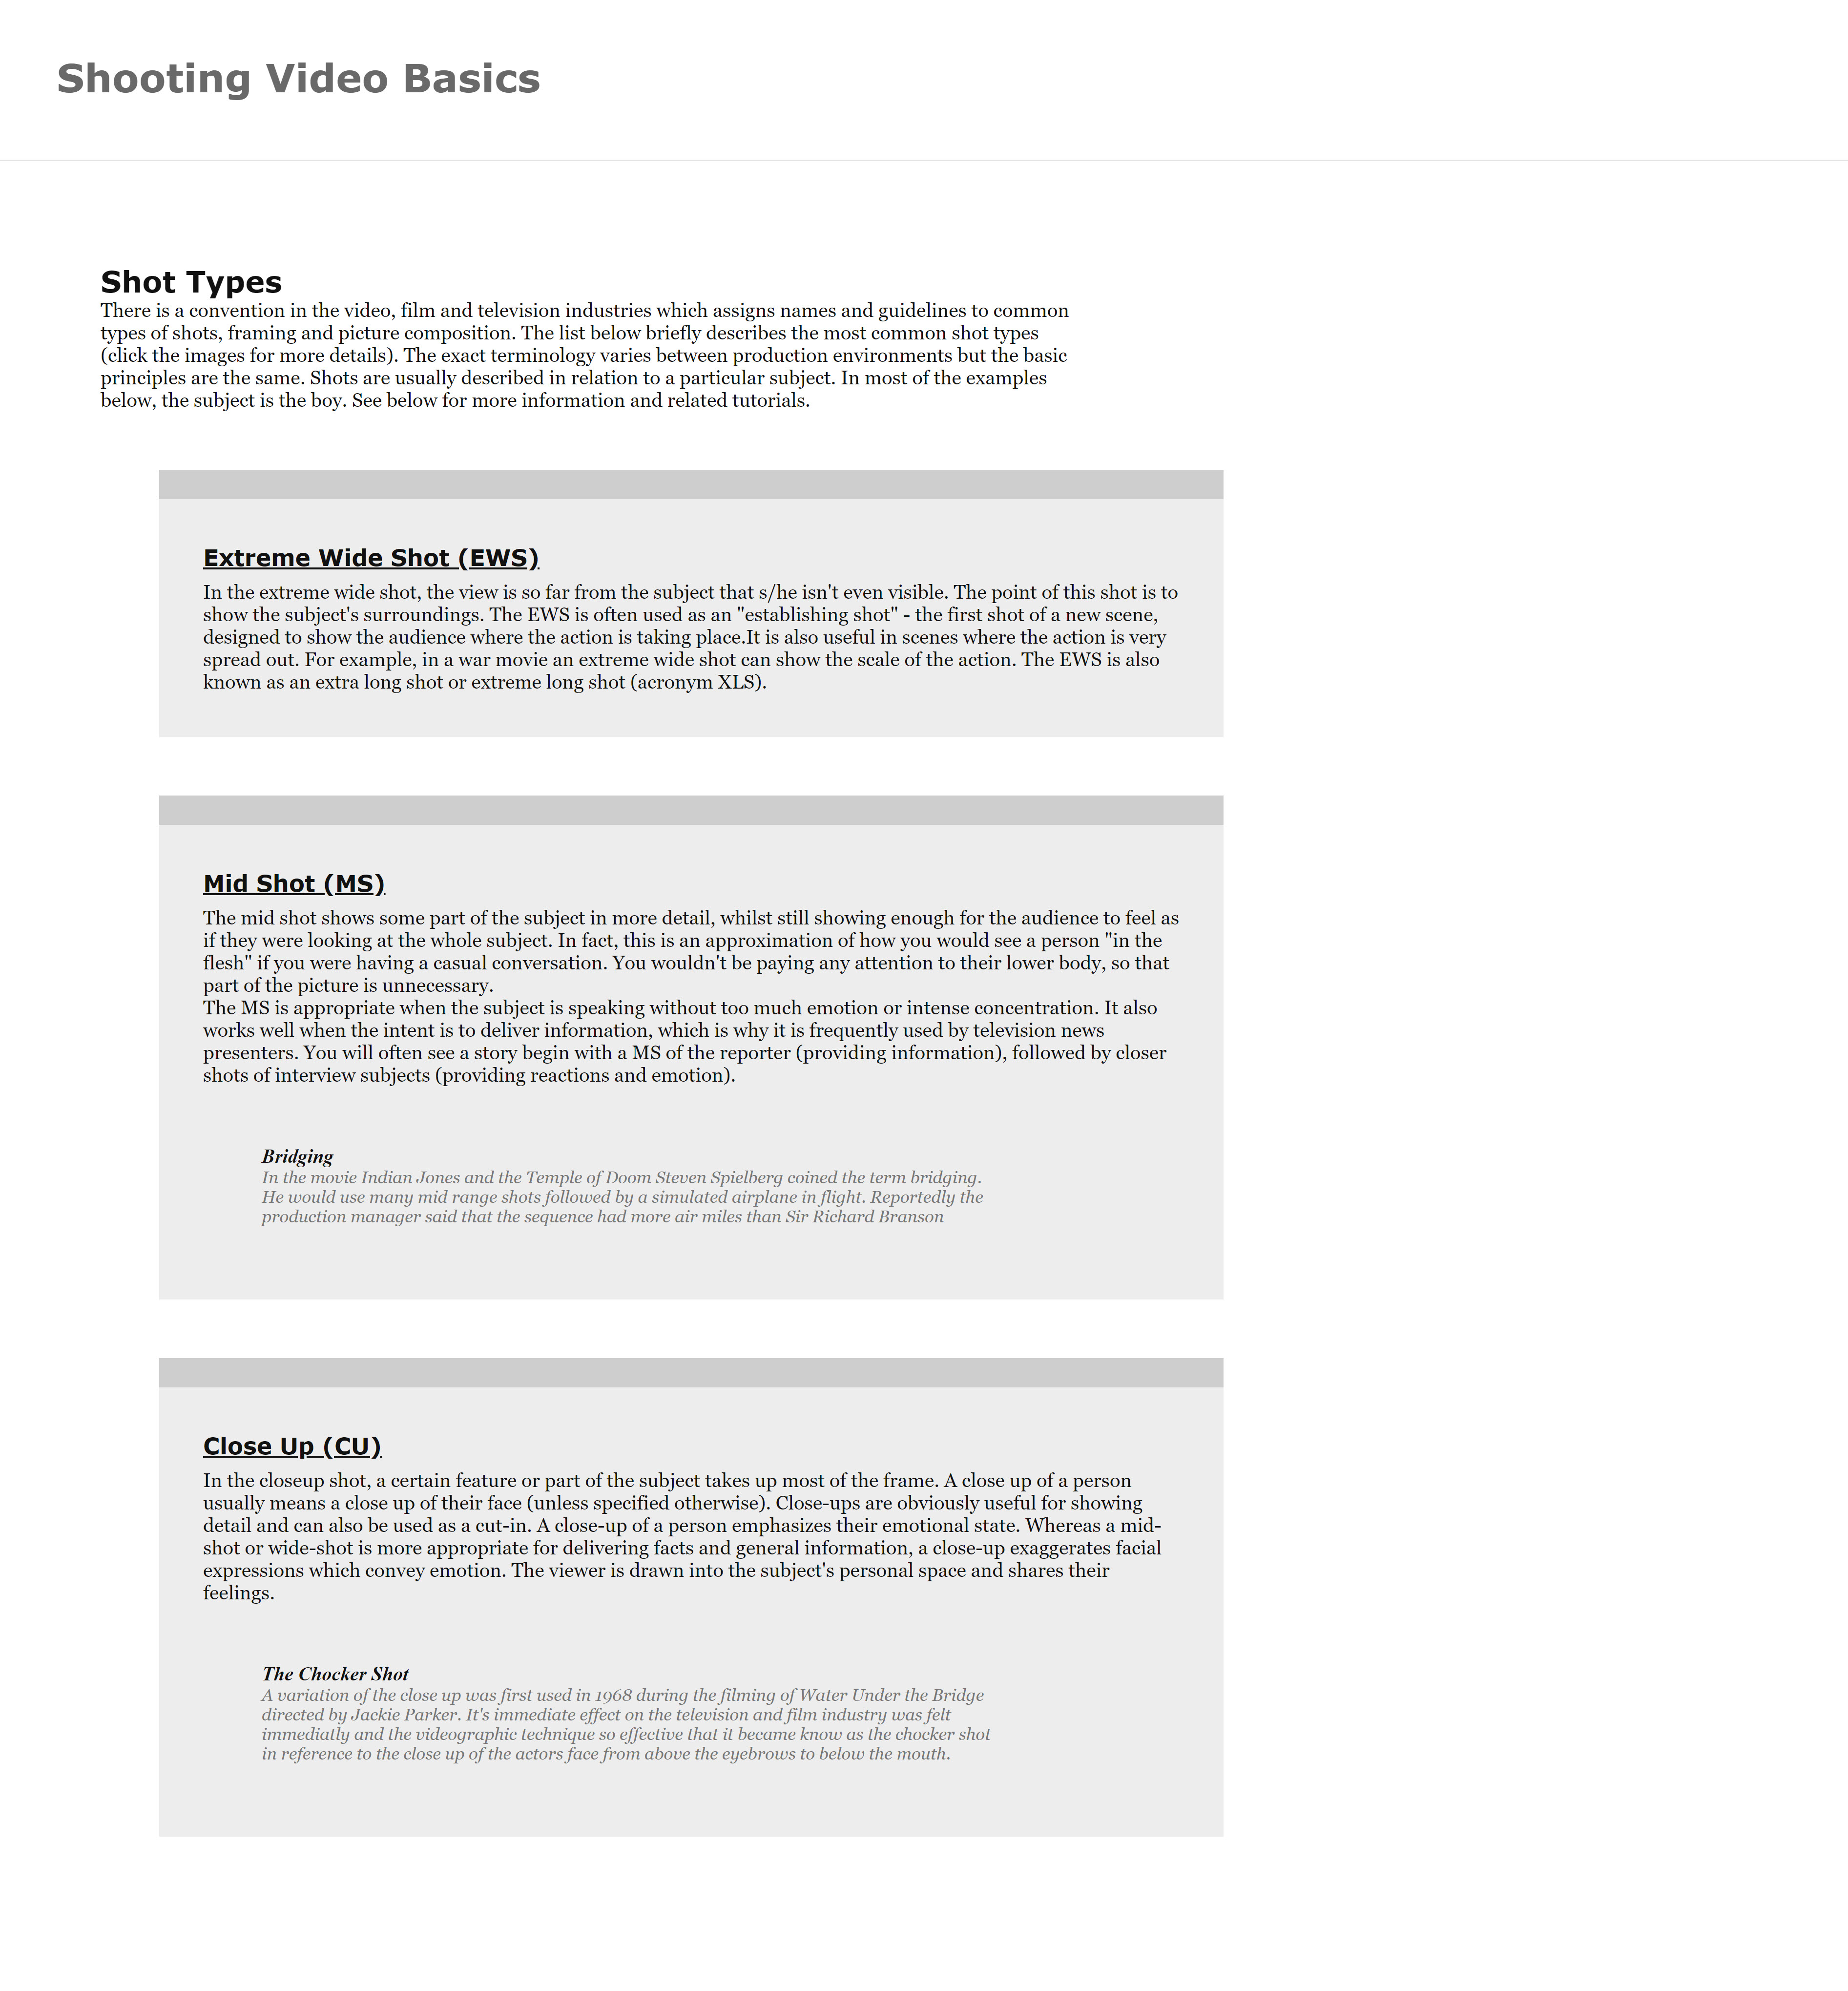 Shooting Video Basics
Shot Types
There is a convention in the video, film and television industries which assigns names and guidelines to common
types of shots, framing and picture composition. The list below briefly describes the most common shot types
(click the images for more details). The exact terminology varies between production environments but the basic
principles are the same. Shots are usually described in relation to a particular subject. In most of the examples
below, the subject is the boy. See below for more information and related tutorials.
Extreme Wide Shot (EWS)
In the extreme wide shot, the view is so far from the subject that s/he isn't even visible. The point of this shot is to
show the subject's surroundings. The EWS is often used as an "establishing shot" - the first shot of a new scene,
designed to show the audience where the action is taking place.It is also useful in scenes where the action is very
spread out. For example, in a war movie an extreme wide shot can show the scale of the action. The EWS is also
known as an extra long shot or extreme long shot (acronym XLS).
Mid Shot (MS)
The mid shot shows some part of the subject in more detail, whilst still showing enough for the audience to feel as
if they were looking at the whole subject. In fact, this is an approximation of how you would see a person "in the
flesh" if you were having a casual conversation. You wouldn't be paying any attention to their lower body, so that
part of the picture is unnecessary.
The MS is appropriate when the subject is speaking without too much emotion or intense concentration. It also
works well when the intent is to deliver information, which is why it is frequently used by television news
presenters. You will often see a story begin with a MS of the reporter (providing information), followed by closer
shots of interview subjects (providing reactions and emotion).
Bridging
In the movie Indian Jones and the Temple of Doom Steven Spielberg coined the term bridging.
He would use many mid range shots followed by a simulated airplane in flight. Reportedly the
production manager said that the sequence had more air miles than Sir Richard Branson
Close Up (CU)
In the closeup shot, a certain feature or part of the subject takes up most of the frame. A close up of a person
usually means a close up of their face (unless specified otherwise). Close-ups are obviously useful for showing
detail and can also be used as a cut-in. A close-up of a person emphasizes their emotional state. Whereas a mid-
shot or wide-shot is more appropriate for delivering facts and general information, a close-up exaggerates facial
expressions which convey emotion. The viewer is drawn into the subject's personal space and shares their
feelings.
The Chocker Shot
A variation of the close up was first used in 1968 during the filming of Water Under the Bridge
directed by Jackie Parker. It's immediate effect on the television and film industry was felt
immediatly and the videographic technique so effective that it became know as the chocker shot
in reference to the close up of the actors face from above the eyebrows to below the mouth.